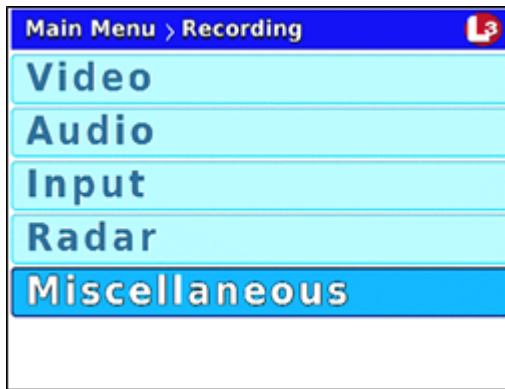 Main Menu > Recording
L3
Video
Audio
Input
Radar
Miscellaneous